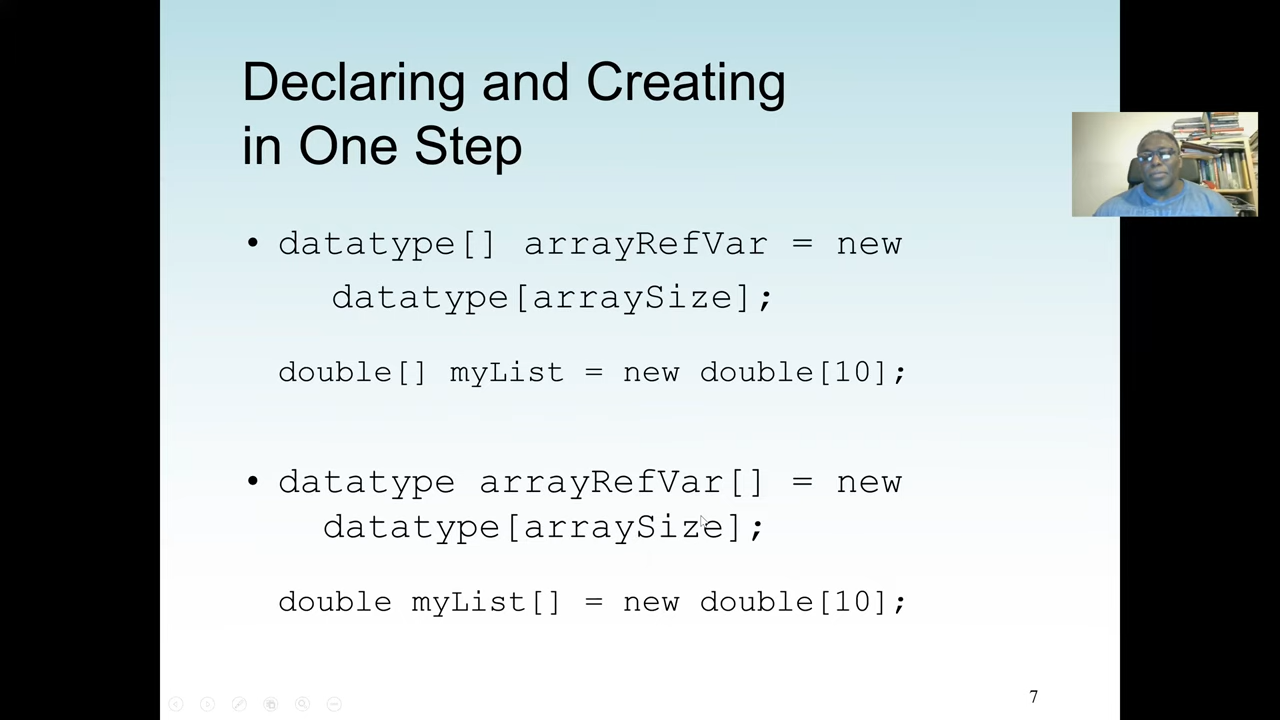 Declaring and Creating
in One Step
• datatype[] arrayRefVar = new
datatype[arraySize];
double[] myList = new double[10];
• datatype arrayRefVar[] = new
datatype[arraySize];
double myList[] = new double[10];
7